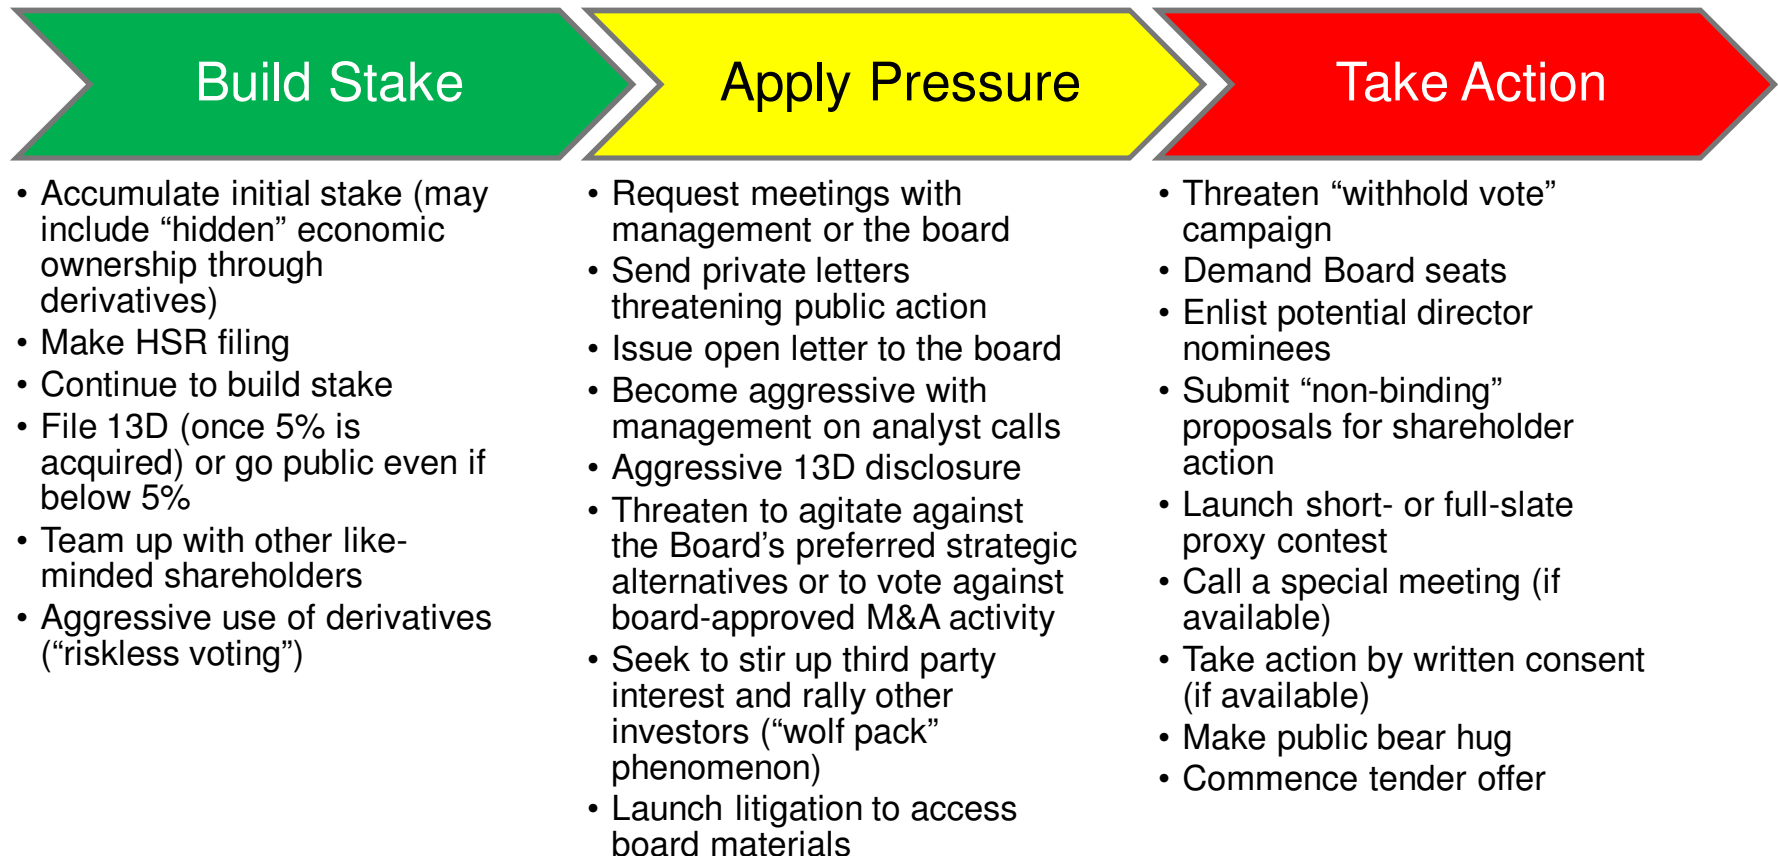 Build Stake
Apply Pressure
Take Action
• Accumulate initial stake (may
include “hidden” economic
ownership through
derivatives)
• Make HSR filing
• Continue to build stake
• File 13D (once 5% is
acquired) or go public even if
below 5%
• Team up with other like-
minded shareholders
• Aggressive use of derivatives
(“riskless voting”)
• Request meetings with
management or the board
• Send private letters
threatening public action
• Issue open letter to the board
• Become aggressive with
management on analyst calls
• Aggressive 13D disclosure
• Threaten to agitate against
the Board’s preferred strategic
alternatives or to vote against
board-approved M&A activity
• Seek to stir up third party
interest and rally other
investors (“wolf pack”
phenomenon)
• Launch litigation to access
board materials
• Threaten “withhold vote”
campaign
• Demand Board seats
• Enlist potential director
nominees
• Submit “non-binding”
proposals for shareholder
action
• Launch short- or full-slate
proxy contest
• Call a special meeting (if
available)
• Take action by written consent
(if available)
• Make public bear hug
• Commence tender offer